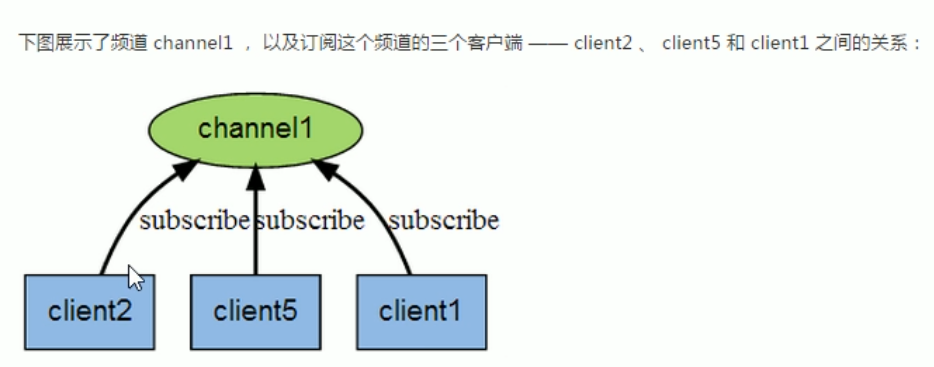 下图展示了频道 channel1 ， 以及订阅这个频道的三个客户端 —— client2 、 client5 和 client1 之间的关系：
channel1
subscribe subscribe subscribe
client2 client5 client1